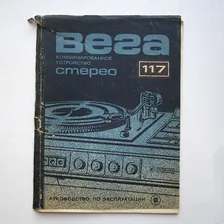 Вега
КОМБИНИРОВАННОЕ
УСТРОЙСТВО
стерео
117
РУКОВОДСТВО ПО ЭКСПЛУАТАЦИИ